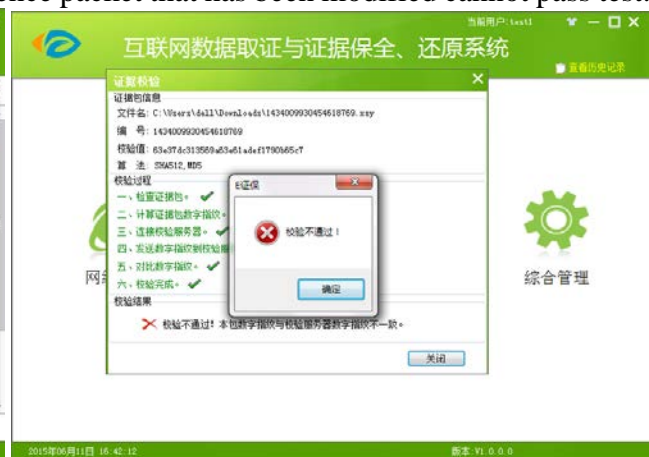 ence packet that has been modified cannot pass test.
当前用户:test1
互联网数据取证与证据保全、还原系统
查看历史记录
证据校验
证据包信息
文件名: C:\Users\dell\Downloads\1434009930454618769.xxy
编 号: 1434009930454618769
算 法: SHA512,MD5
校验过程
一、检查证据包。
二、计算证据包数字指纹。
三、连接校验服务器。
四、发送数字指纹到校验服
五、对比数字指纹。
六、校验完成。
校验结果
校验不通过! 本包数字指纹与校验服务器数字指纹不一致。
关闭
E证保
校验不通过!
确定
网
综合管理
2015年06月11日 16:42:12
版本:V1.0.0.0